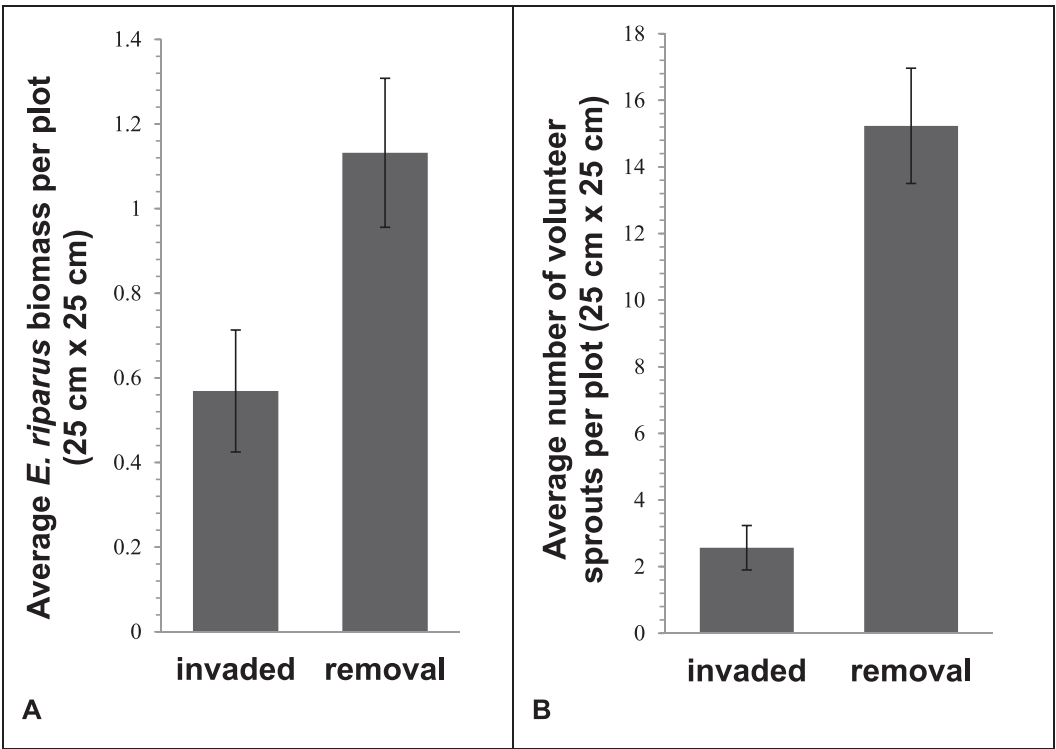 Average E. riparus biomass per plot
(25 cm x 25 cm)
1.4
1.2
1
0.8
0.6
0.4
0.2
0
invaded removal
A
Average number of volunteer
sprouts per plot (25 cm x 25 cm)
18
16
14
12
10
8
6
4
2
0
invaded removal
B